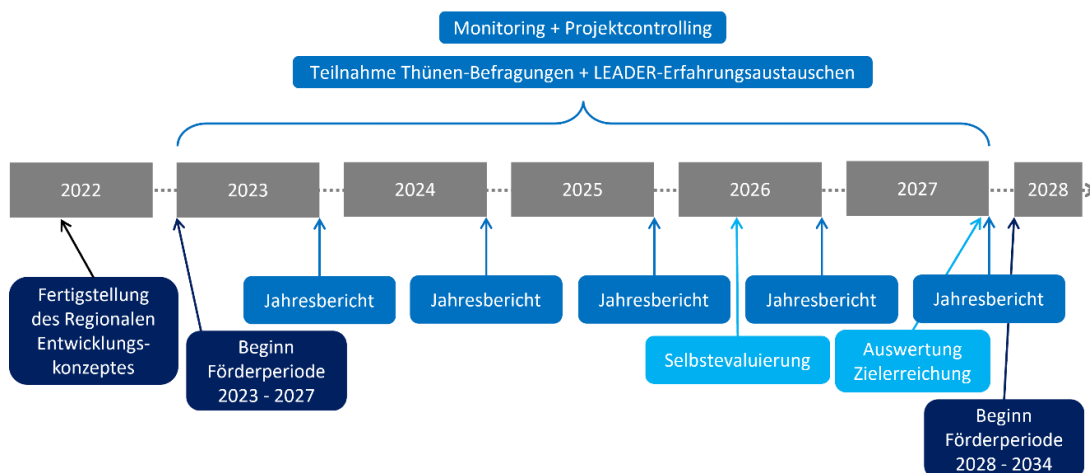 Monitoring + Projektcontrolling
Teilnahme Thünen-Befragungen + LEADER-Erfahrungsaustauschen
2022
2023
2024
2025
2026
2027
2028
Fertigstellung
des Regionalen
Entwicklungs-
konzeptes
Beginn
Förderperiode
2023 - 2027
Jahresbericht
Jahresbericht
Jahresbericht
Selbstevaluierung
Jahresbericht
Auswertung
Zielerreichung
Jahresbericht
Beginn
Förderperiode
2028 - 2034